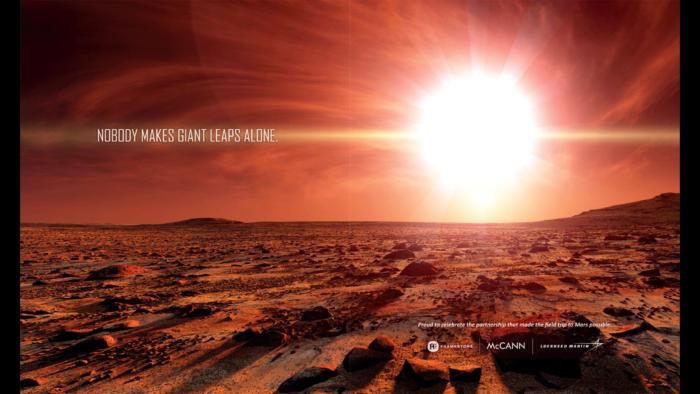 NOBODY MAKES GIANT LEAPS ALONE.
Proud to celebrate the partnership that made the field trip to Mars possible.
FRAMESTORE McCANN LOCKHEED MARTIN